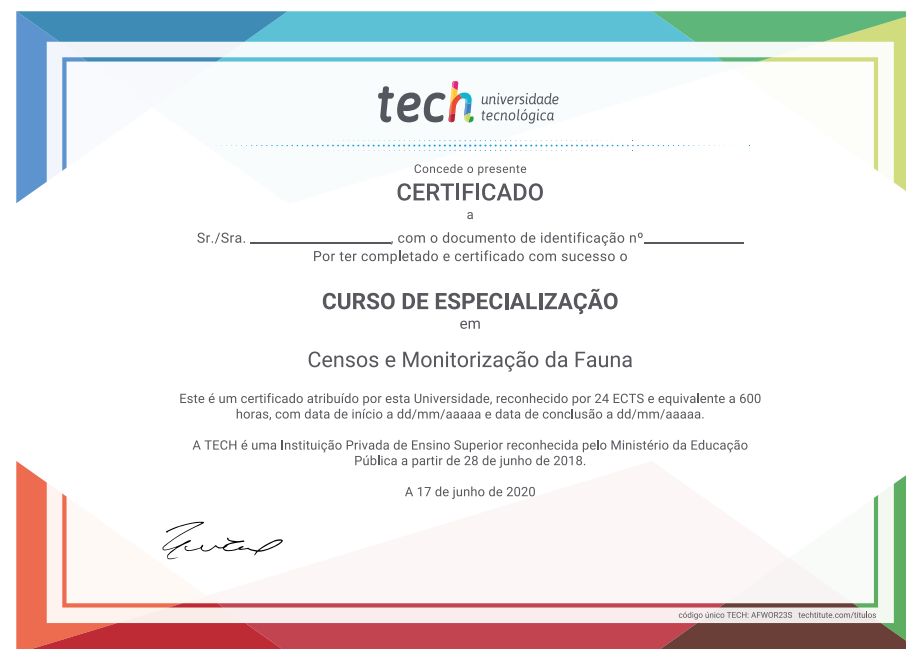 tech universidade
tecnológica
Concede o presente
CERTIFICADO
a
Sr./Sra. ________________, com o documento de identificação nº____________
Por ter completado e certificado com sucesso o
CURSO DE ESPECIALIZAÇÃO
em
Censos e Monitorização da Fauna
Este é um certificado atribuído por esta Universidade, reconhecido por 24 ECTS e equivalente a 600
horas, com data de início a dd/mm/aaaaa e data de conclusão a dd/mm/aaaaa.
A TECH é uma Instituição Privada de Ensino Superior reconhecida pelo Ministério da Educação
Pública a partir de 28 de junho de 2018.
A 17 de junho de 2020
código único TECH: AFWOR23S techtitute.com/titulos